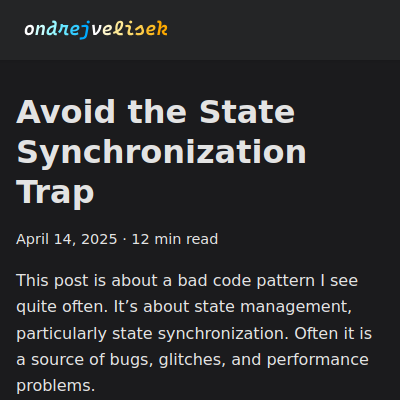 ondrejvelisek
Avoid the State
Synchronization
Trap
April 14, 2025 · 12 min read
This post is about a bad code pattern I see
quite often. It’s about state management,
particularly state synchronization. Often it is
a source of bugs, glitches, and performance
problems.